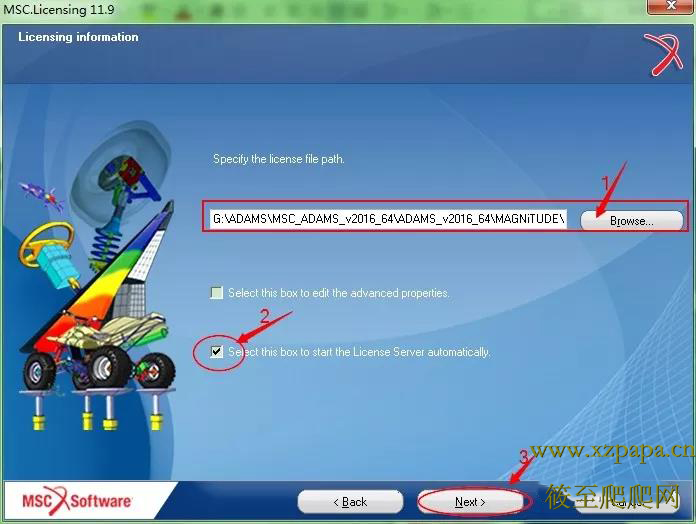 MSC.Licensing 11.9
Licensing information
Specify the license file path.
1
G:\ADAMS\MSC_ADAMS_v2016_64\ADAMS_v2016_64\MAGNiTUDE\
Browse...
Select this box to edit the advanced properties.
2
Select this box to start the License Server automatically.
3
www.xzpapa.cn
MSC Software
< Back
Next >
筱至爬爬网